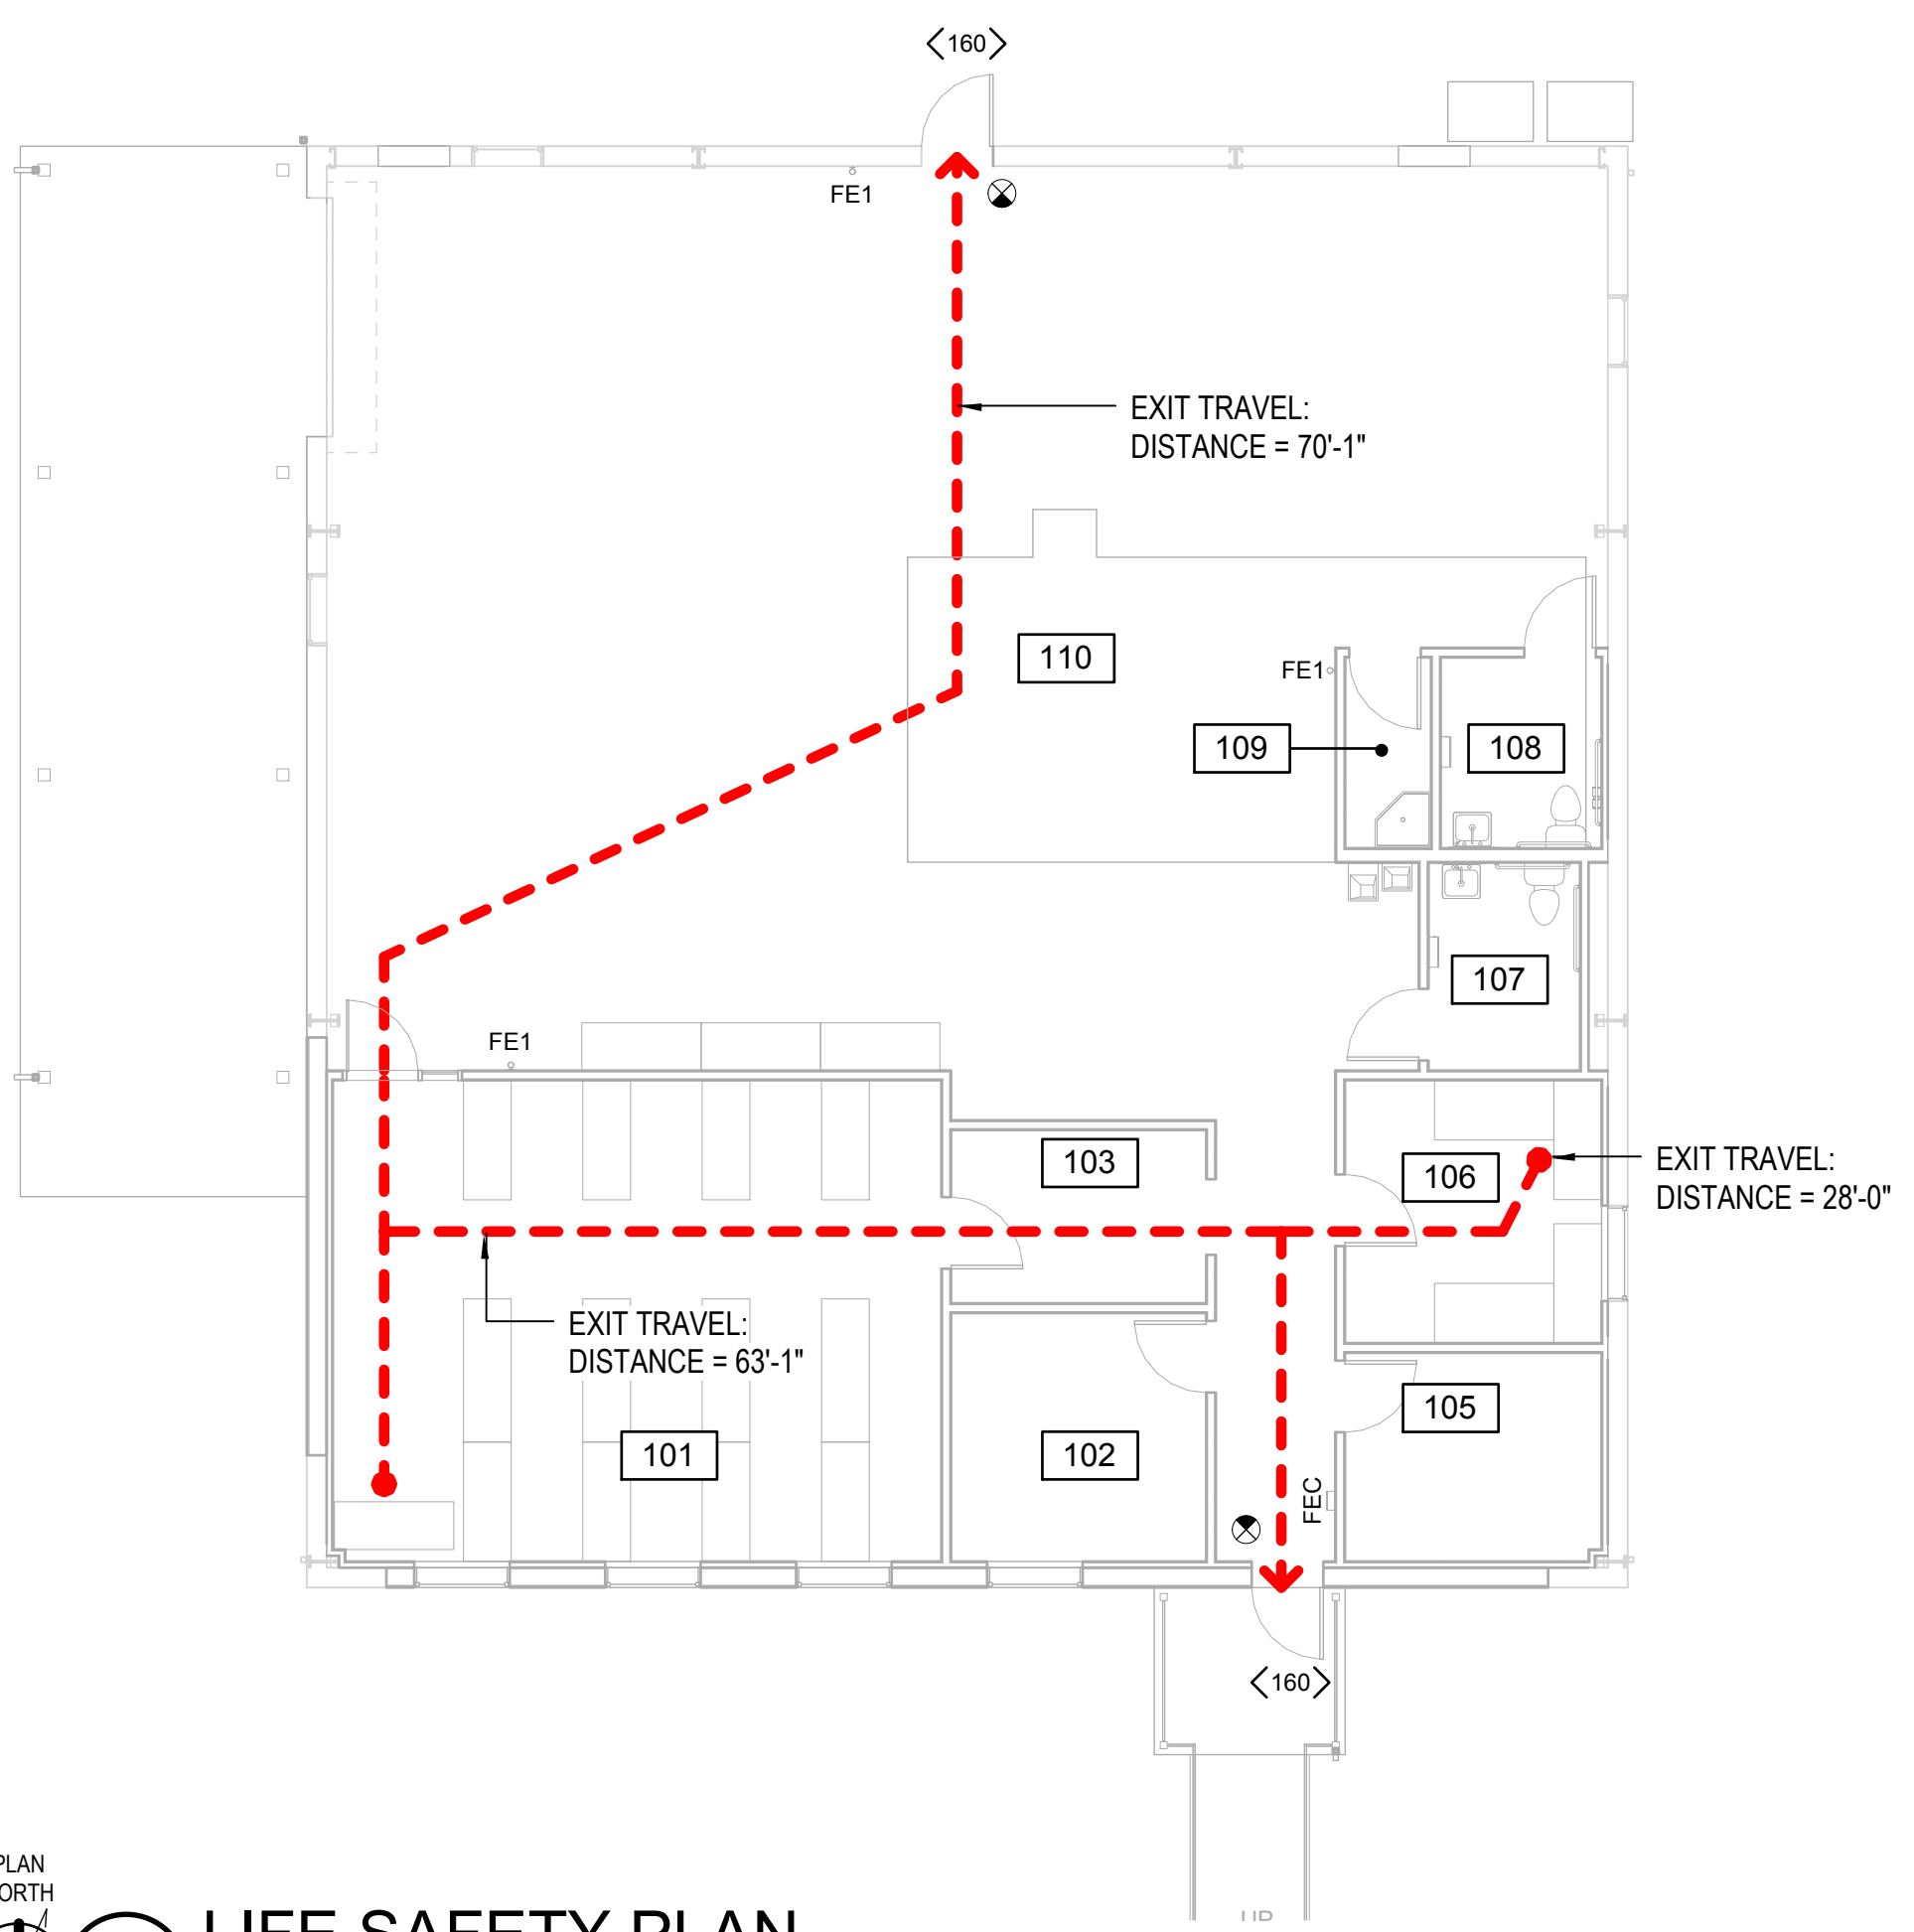 160
FE1
EXIT TRAVEL:
DISTANCE = 70'-1"
110
FE1
109
108
107
FE1
103
106
EXIT TRAVEL:
DISTANCE = 28'-0"
EXIT TRAVEL:
DISTANCE = 63'-1"
105
101
102
FEC
160
PLAN
ORTH
LIFE SAFETY PLAN
UP